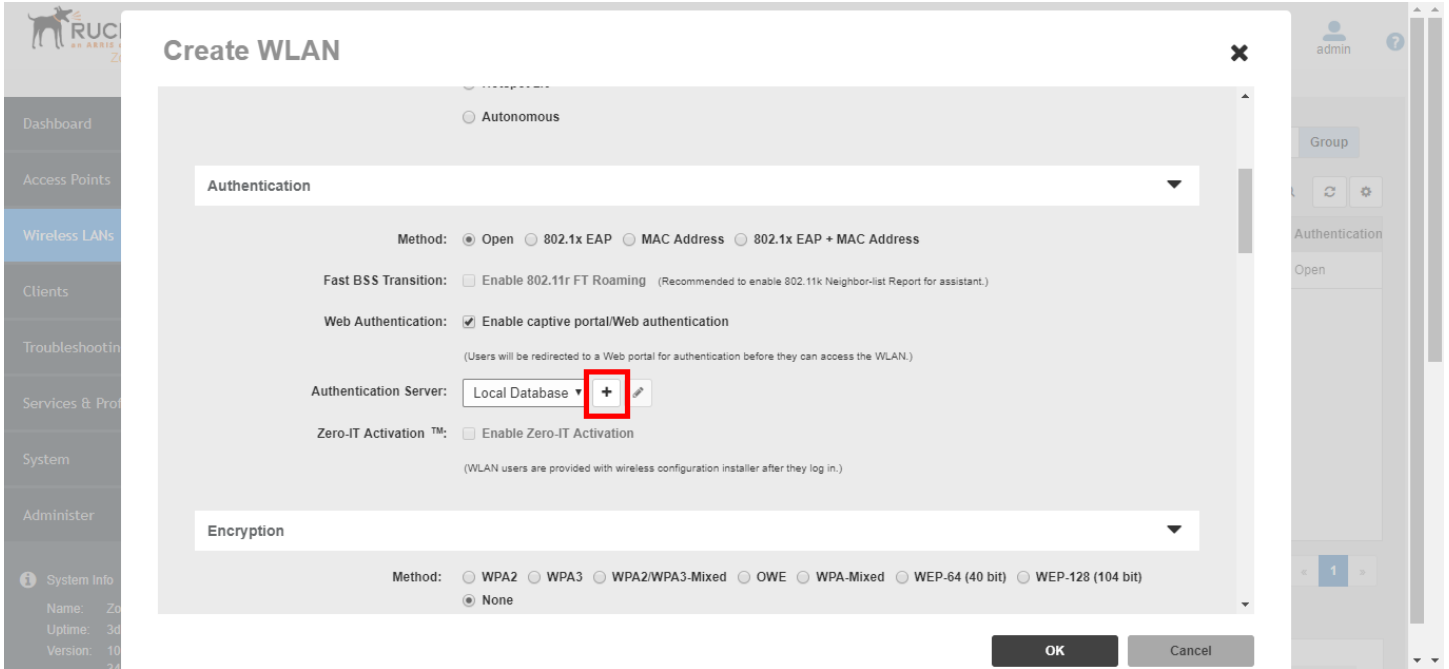 RUC
Create WLAN
admin
Dashboard
Autonomous
Group
Access Points
Authentication
Wireless LANs
Method: Open 802.1x EAP MAC Address 802.1x EAP + MAC Address
Authentication
Open
Fast BSS Transition: Enable 802.11r FT Roaming (Recommended to enable 802.11k Neighbor-list Report for assistant.)
Clients
Web Authentication: Enable captive portal/Web authentication
Troubleshootin
(Users will be redirected to a Web portal for authentication before they can access the WLAN.)
Authentication Server: Local Database +
Services & Prof
Zero-IT Activation ™: Enable Zero-IT Activation
System
(WLAN users are provided with wireless configuration installer after they log in.)
Administer
Encryption
System Info
Method: WPA2 WPA3 WPA2/WPA3-Mixed OWE WPA-Mixed WEP-64 (40 bit) WEP-128 (104 bit)
« 1 »
None
Name: Zo
Uptime: 3d
Version: 10
OK Cancel